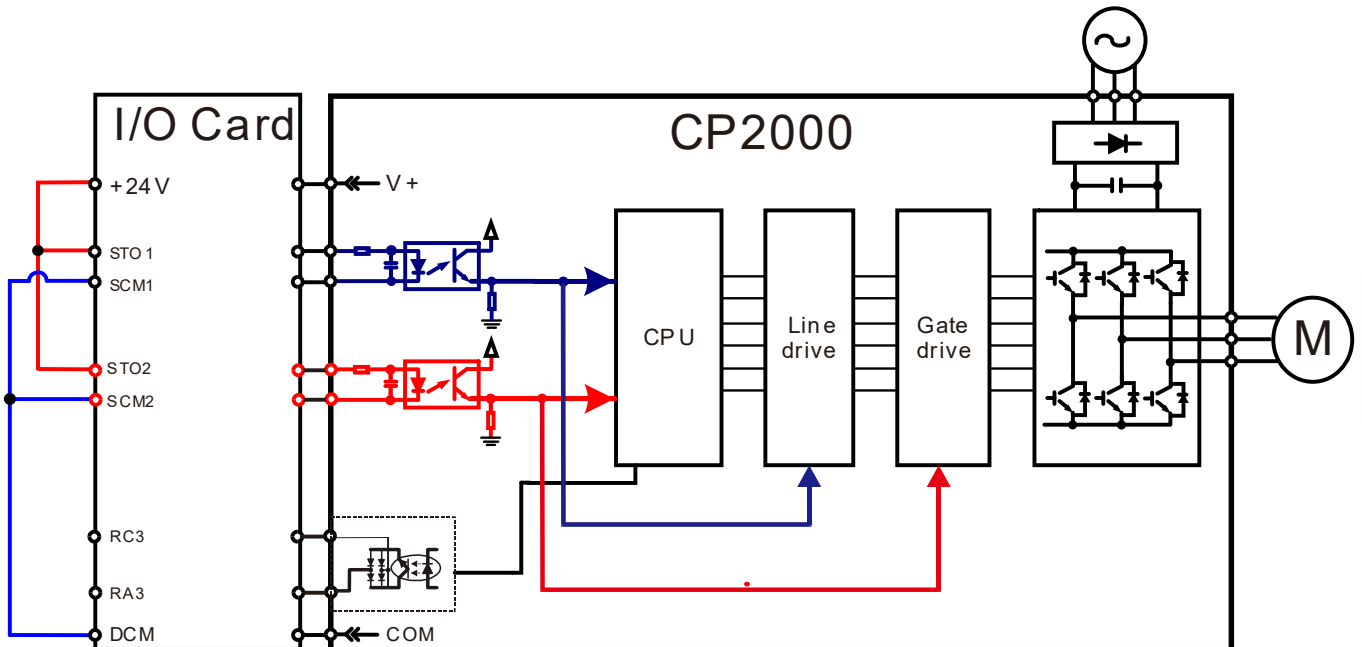 I/O Card
CP2000
+24V
V+
STO1
SCM1
CPU
Line
drive
Gate
drive
M
STO2
SCM2
RC3
RA3
DCM
COM